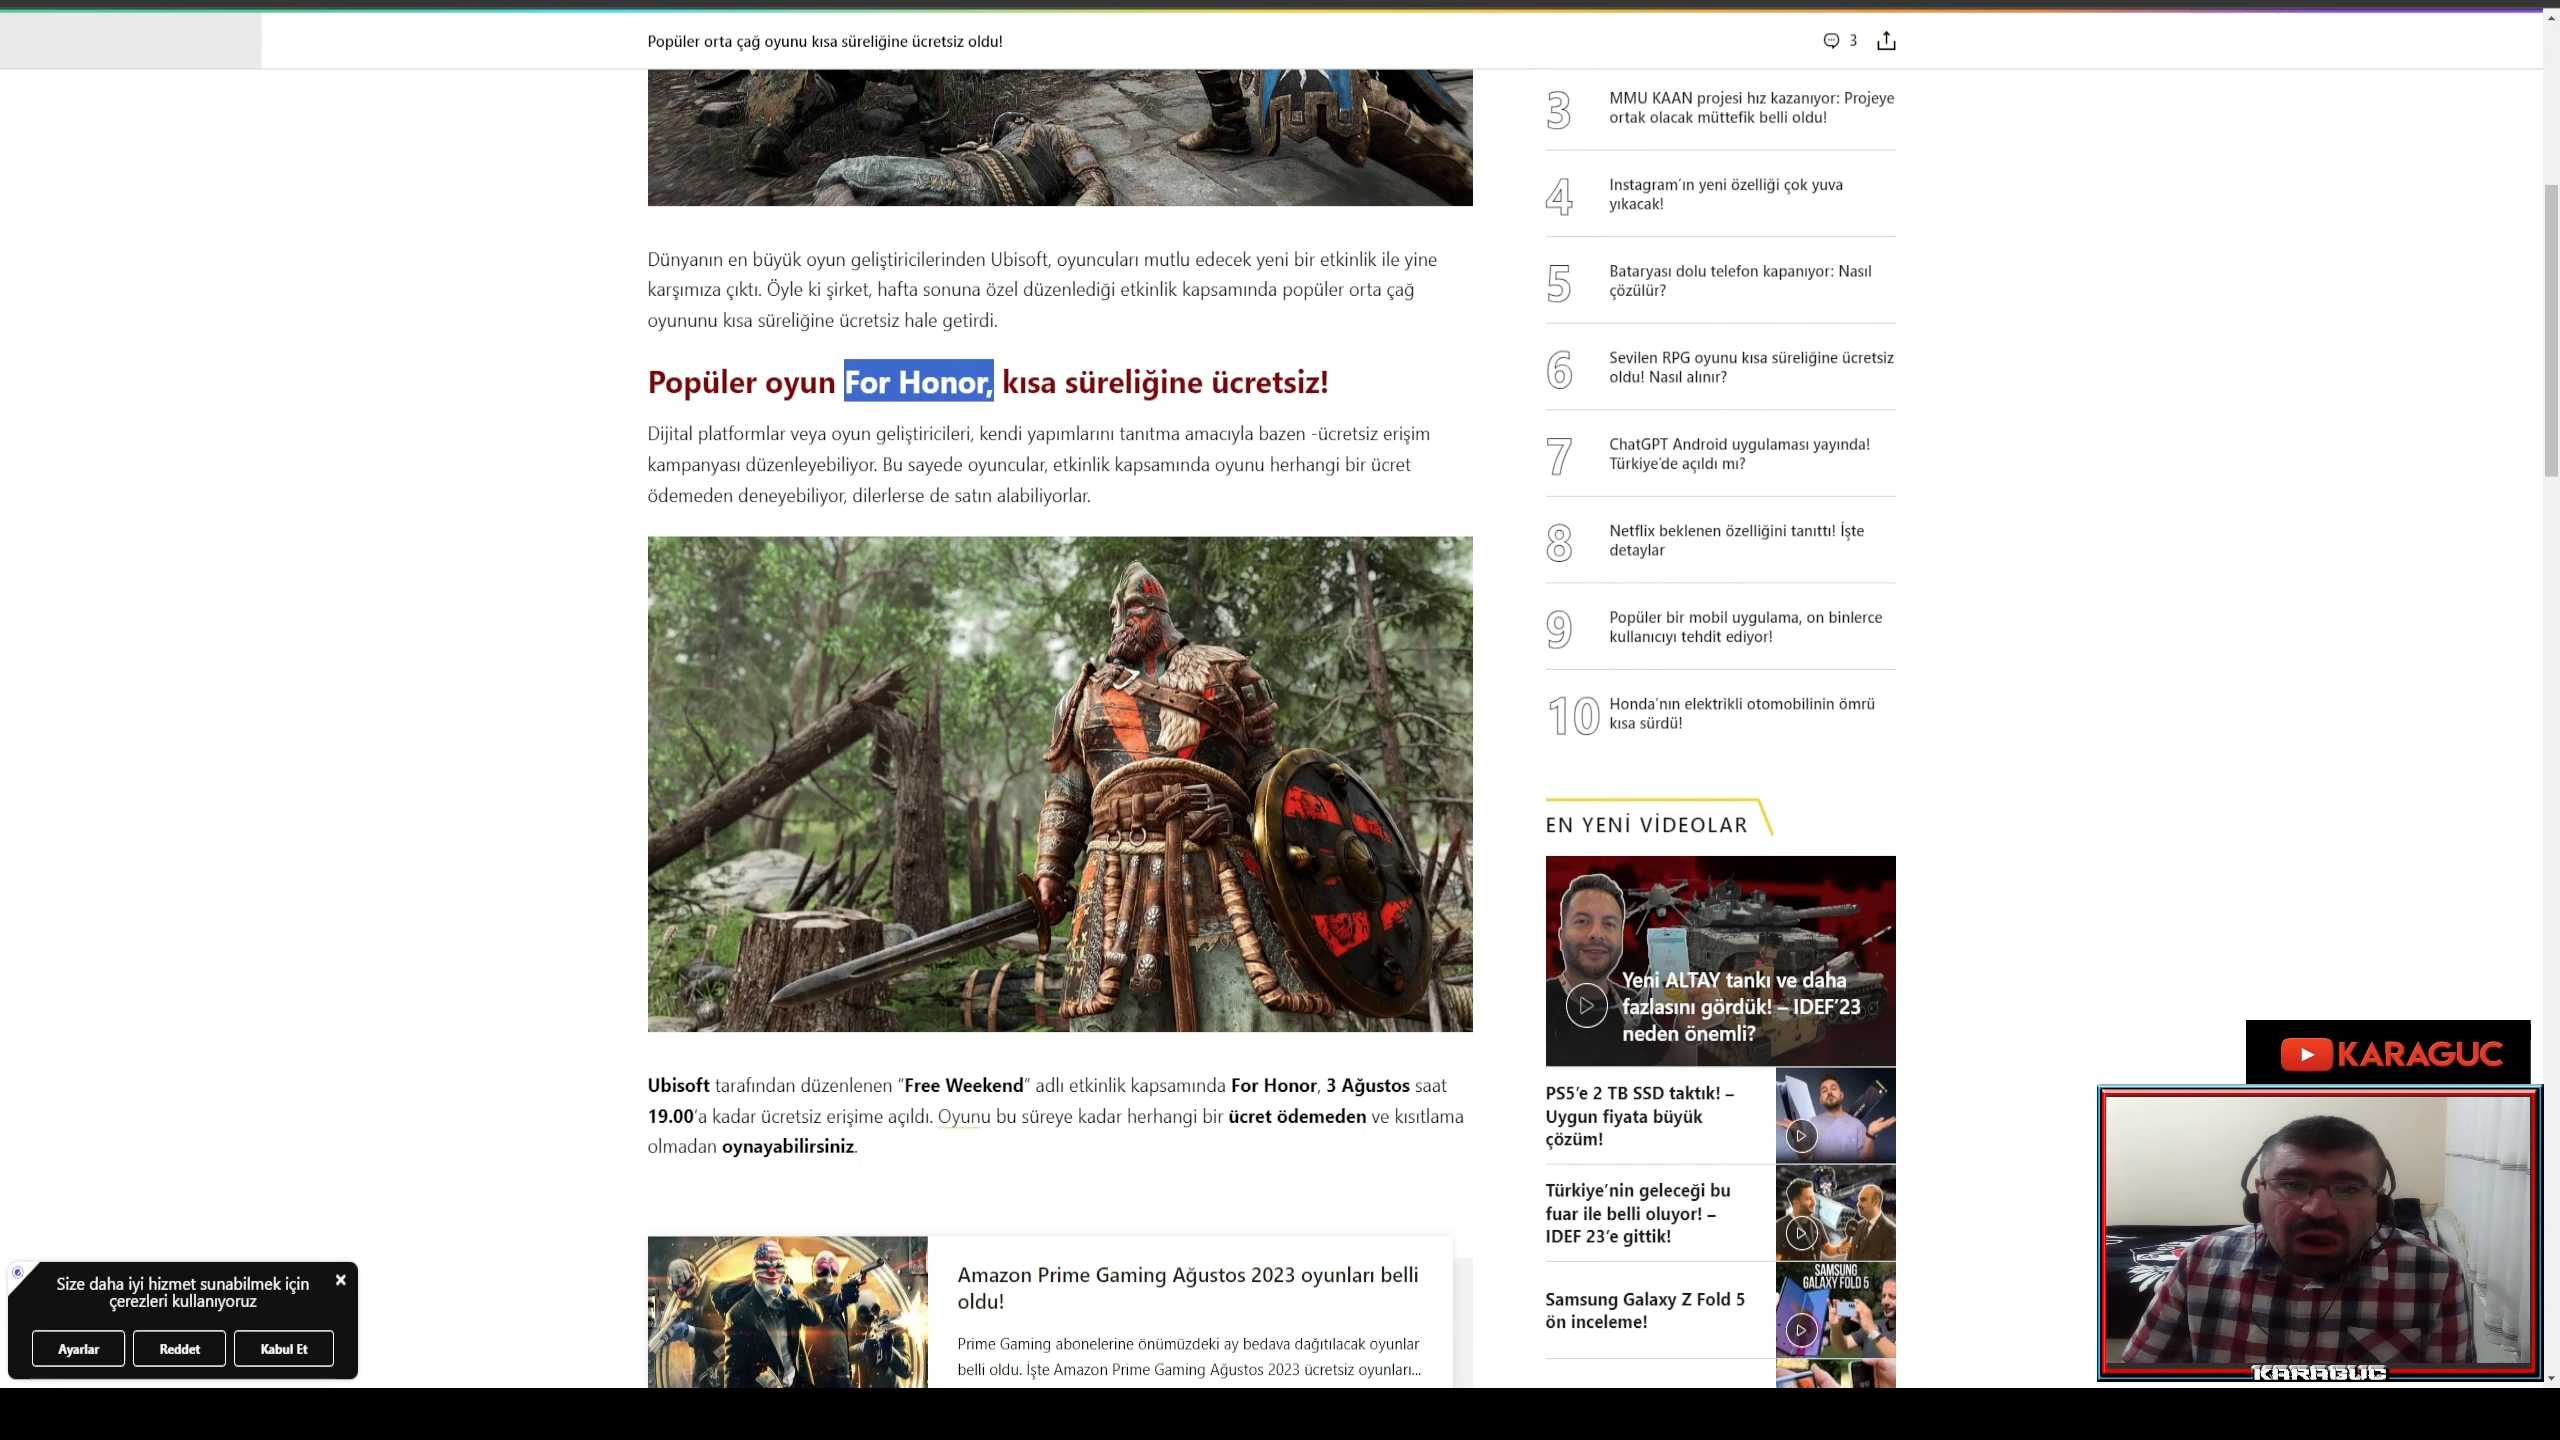 Popüler orta çağ oyunu kısa süreliğine ücretsiz oldu!
3
Dünyanın en büyük oyun geliştiricilerinden Ubisoft, oyuncuları mutlu edecek yeni bir etkinlik ile yine
karşımıza çıktı. Öyle ki şirket, hafta sonuna özel düzenlediği etkinlik kapsamında popüler orta çağ
oyununu kısa süreliğine ücretsiz hale getirdi.
Popüler oyun For Honor, kısa süreliğine ücretsiz!
Dijital platformlar veya oyun geliştiricileri, kendi yapımlarını tanıtma amacıyla bazen -ücretsiz erişim
kampanyası düzenleyebiliyor. Bu sayede oyuncular, etkinlik kapsamında oyunu herhangi bir ücret
ödemeden deneyebiliyor, dilerlerse de satın alabiliyorlar.
Ubisoft tarafından düzenlenen “Free Weekend” adlı etkinlik kapsamında For Honor, 3 Ağustos saat
19.00’a kadar ücretsiz erişime açıldı. Oyunu bu süreye kadar herhangi bir ücret ödemeden ve kısıtlama
olmadan oynayabilirsiniz.
Amazon Prime Gaming Ağustos 2023 oyunları belli
oldu!
Prime Gaming abonelerine önümüzdeki ay bedava dağıtılacak oyunlar
belli oldu. İşte Amazon Prime Gaming Ağustos 2023 ücretsiz oyunları...
3
MMU KAAN projesi hız kazanıyor: Projeye
ortak olacak müttefik belli oldu!
4
Instagram’ın yeni özelliği çok yuva
yıkacak!
5
Bataryası dolu telefon kapanıyor: Nasıl
çözülür?
6
Sevilen RPG oyunu kısa süreliğine ücretsiz
oldu! Nasıl alınır?
7
ChatGPT Android uygulaması yayında!
Türkiye’de açıldı mı?
8
Netflix beklenen özelliğini tanıttı! İşte
detaylar
9
Popüler bir mobil uygulama, on binlerce
kullanıcıyı tehdit ediyor!
10
Honda’nın elektrikli otomobilinin ömrü
kısa sürdü!
EN YENİ VİDEOLAR
Yeni ALTAY tankı ve daha
fazlasını gördük! – IDEF’23
neden önemli?
PS5’e 2 TB SSD taktık! –
Uygun fiyata büyük
çözüm!
Türkiye’nin geleceği bu
fuar ile belli oluyor! –
IDEF 23’e gittik!
Samsung Galaxy Z Fold 5
ön inceleme!
SAMSUNG
GALAXY FOLD 5
Size daha iyi hizmet sunabilmek için
çerezleri kullanıyoruz
Ayarlar
Reddet
Kabul Et
KARAGUC
KARAGUC